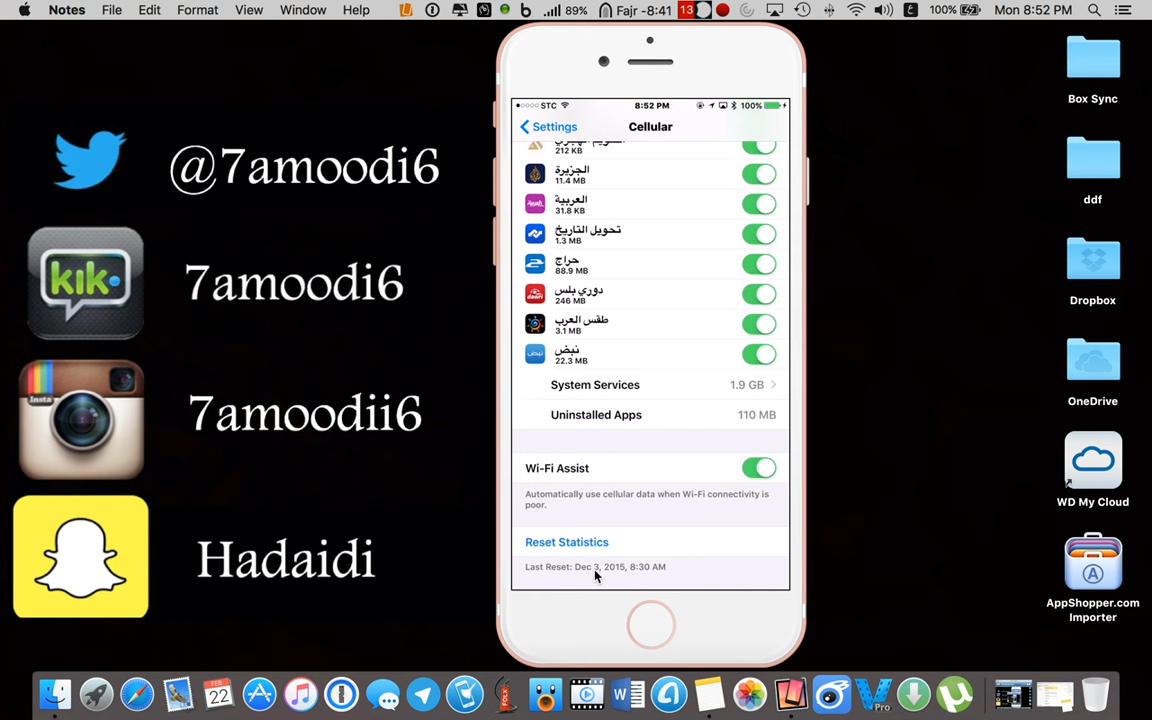 Notes File Edit Format View Window Help 89% Fajr -8:41 13 100% Mon 8:52 PM
@7amoodi6
kik
7amoodi6
Insta
7amoodii6
Hadaidi
STC 8:52 PM 100%
Settings Cellular
212 KB
الجزيرة
11.4 MB
العربية
31.8 KB
تحويل التاريخ
1.3 MB
حراج
88.9 MB
دوري بلس
246 MB
طقس العرب
3.1 MB
نبض
22.3 MB
System Services 1.9 GB
Uninstalled Apps 110 MB
Wi-Fi Assist
Automatically use cellular data when Wi-Fi connectivity is
poor.
Reset Statistics
Last Reset: Dec 3, 2015, 8:30 AM
Box Sync
ddf
Dropbox
OneDrive
WD My Cloud
AppShopper.com
Importer
FEB
22
Pro